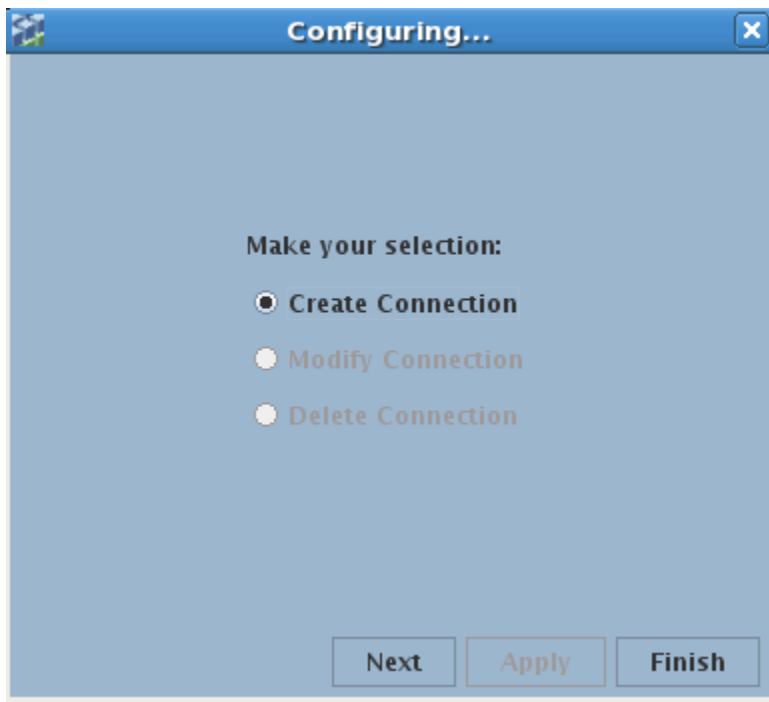 Configuring...
Make your selection:
Create Connection
Modify Connection
Delete Connection
Next Apply Finish